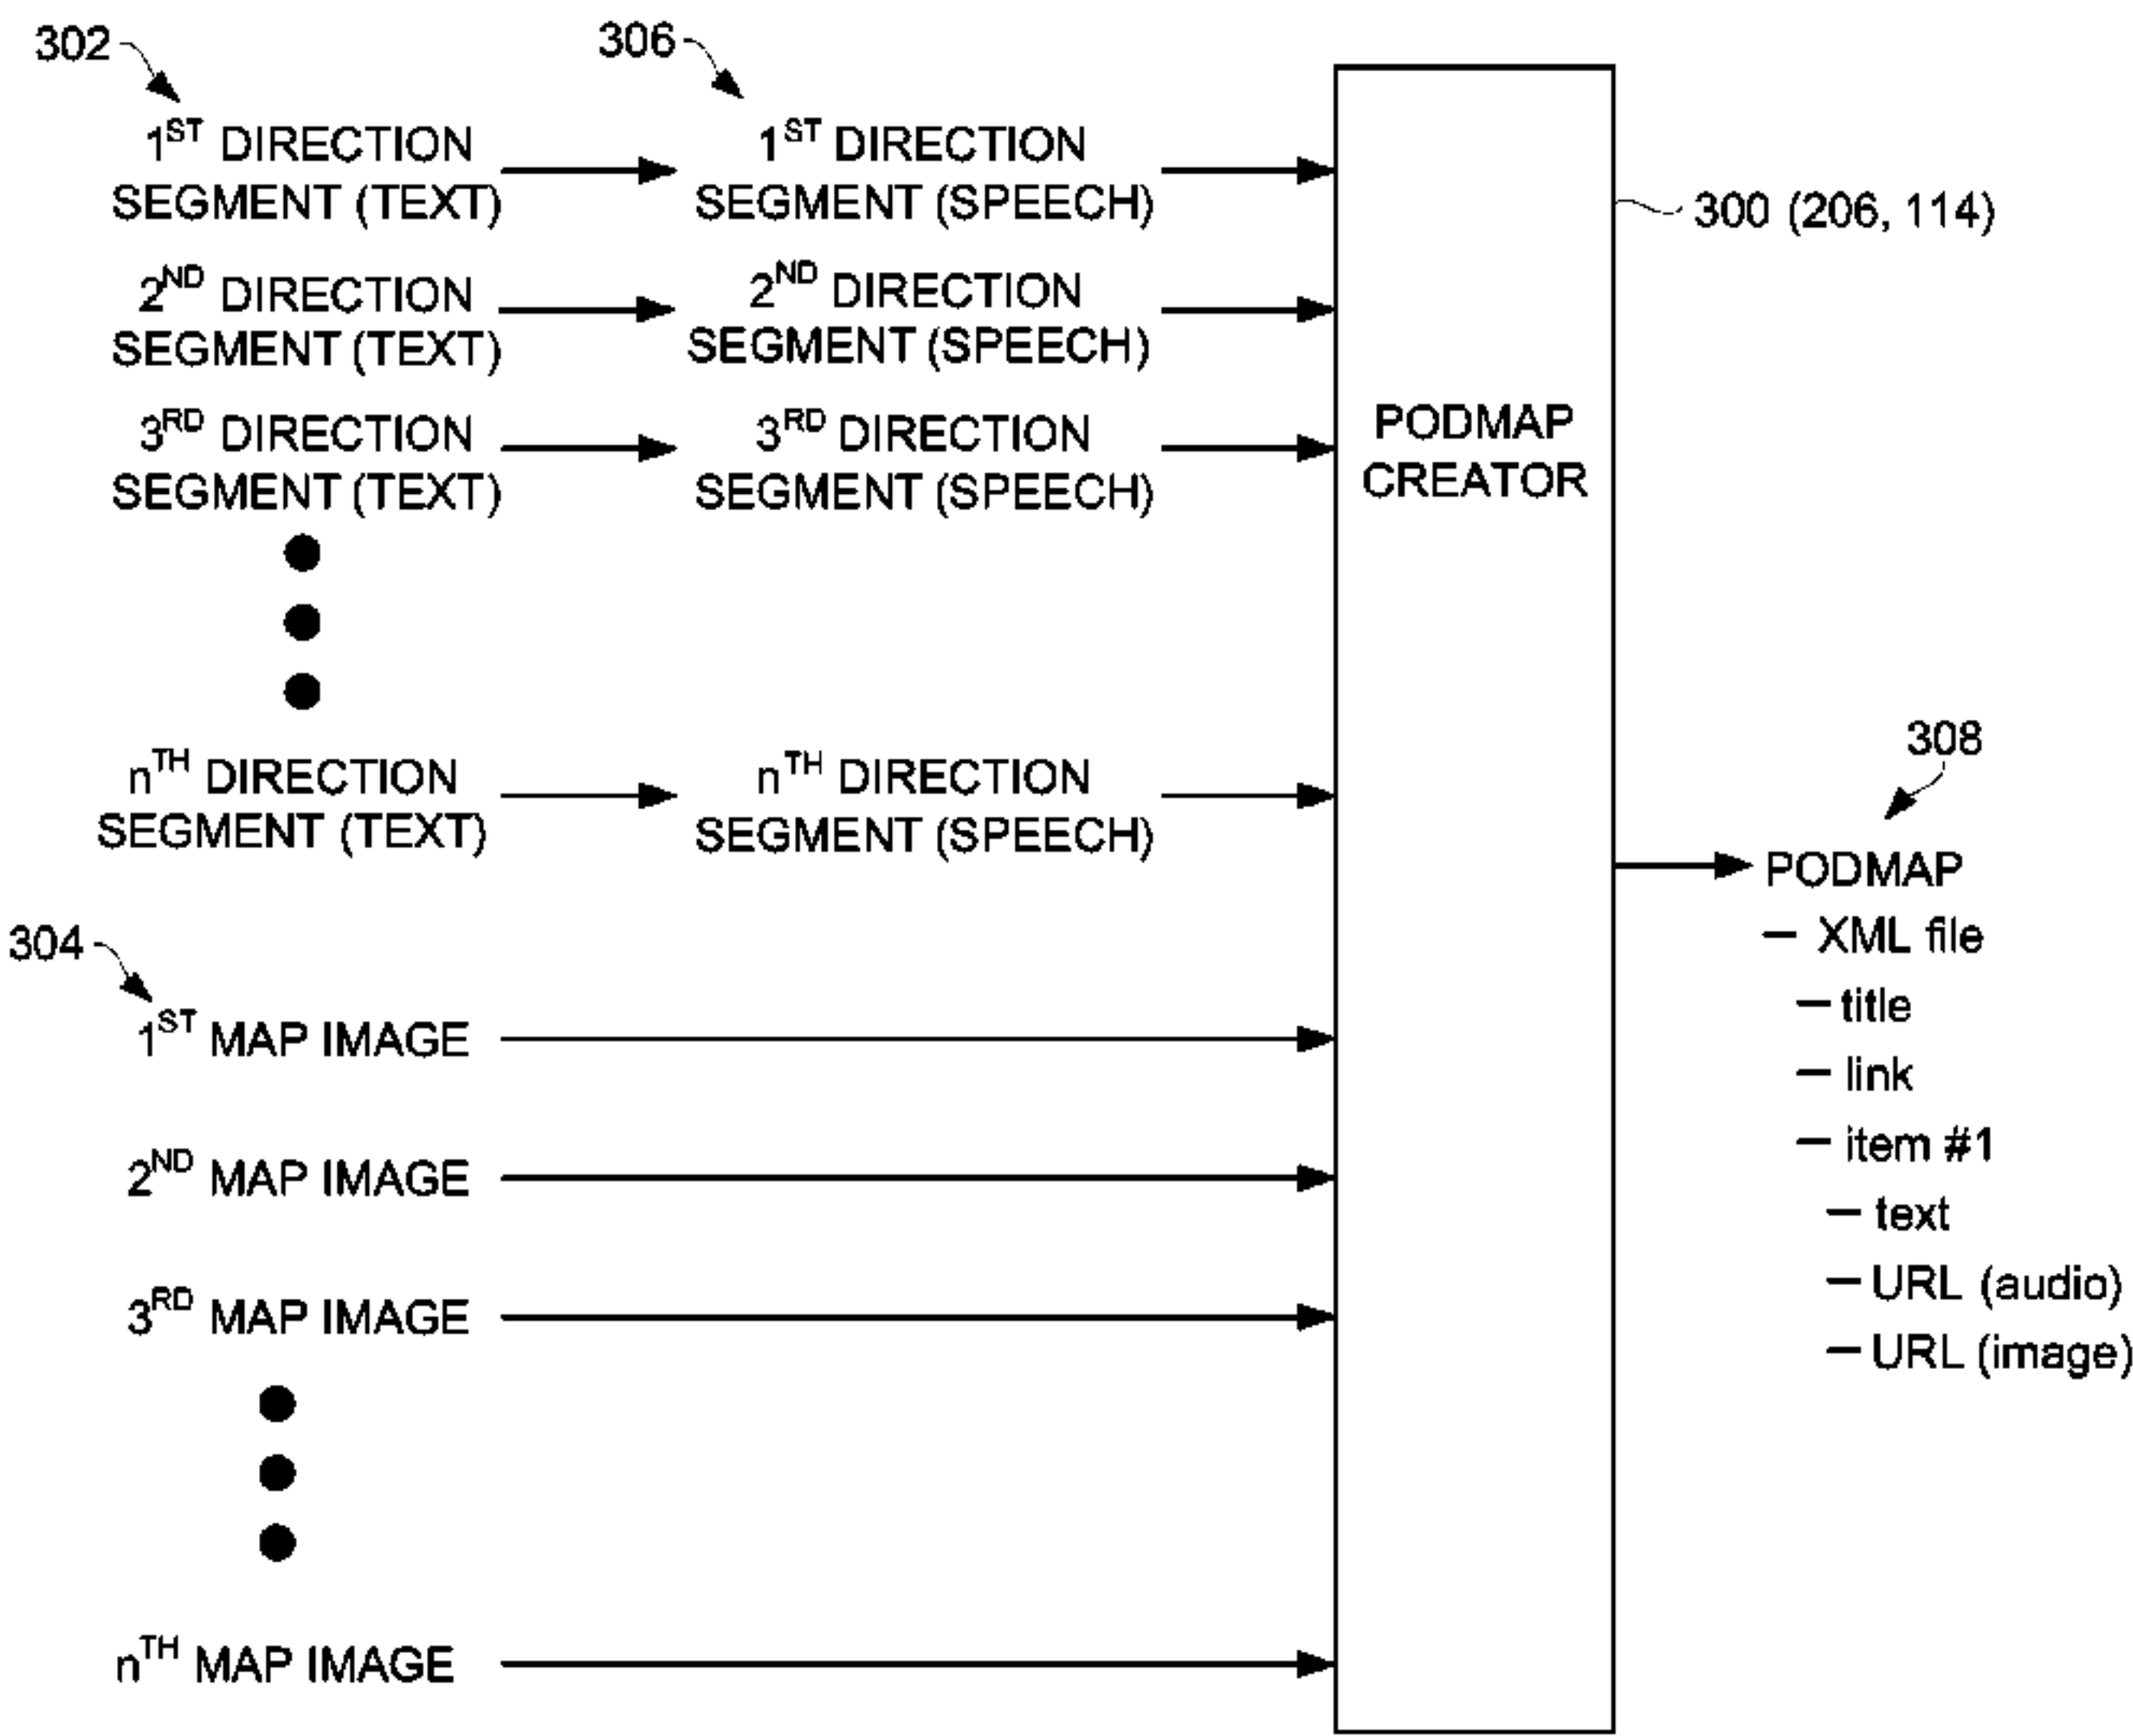 302
306
1ST DIRECTION
SEGMENT (TEXT)
1ST DIRECTION
SEGMENT (SPEECH)
300 (206, 114)
2ND DIRECTION
SEGMENT (TEXT)
2ND DIRECTION
SEGMENT (SPEECH)
3RD DIRECTION
SEGMENT (TEXT)
3RD DIRECTION
SEGMENT (SPEECH)
PODMAP
CREATOR
nTH DIRECTION
SEGMENT (TEXT)
nTH DIRECTION
SEGMENT (SPEECH)
304
1ST MAP IMAGE
2ND MAP IMAGE
3RD MAP IMAGE
nTH MAP IMAGE
308
PODMAP
– XML file
– title
– link
– item #1
– text
– URL (audio)
– URL (image)